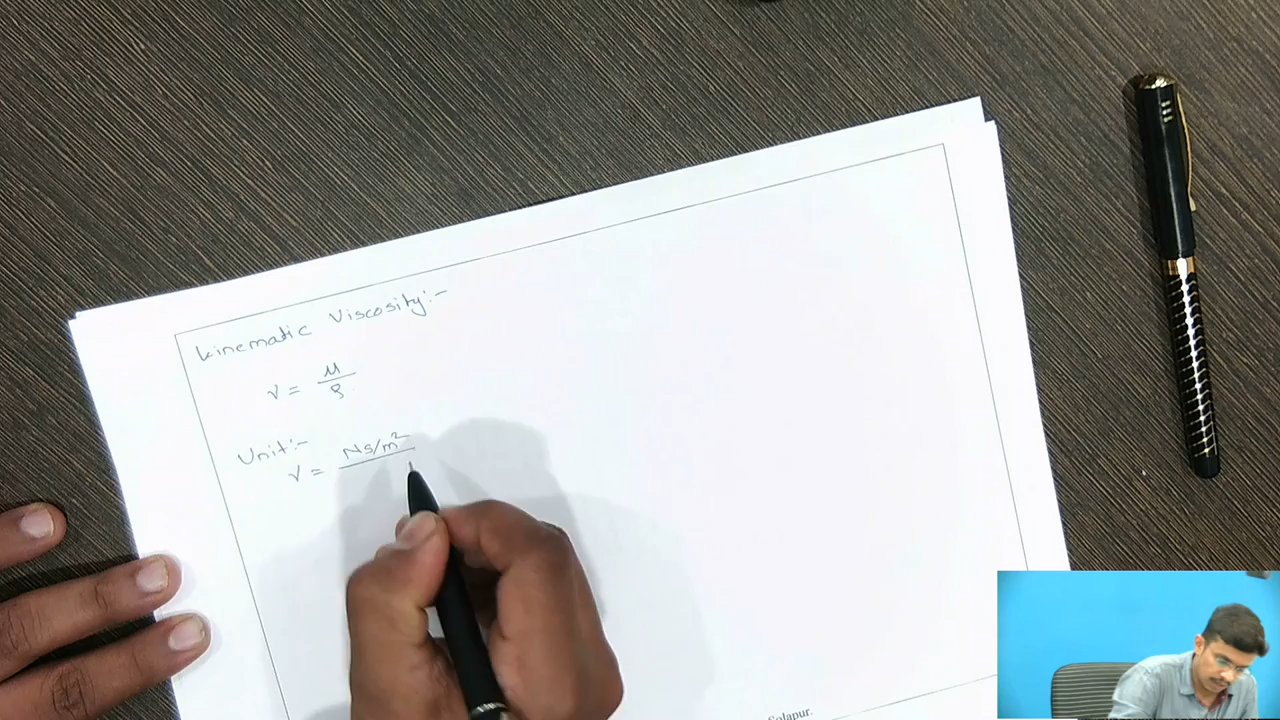 Kinematic Viscosity:-
ν = μ/ρ
Unit:-
ν = Ns/m²
Solapur.